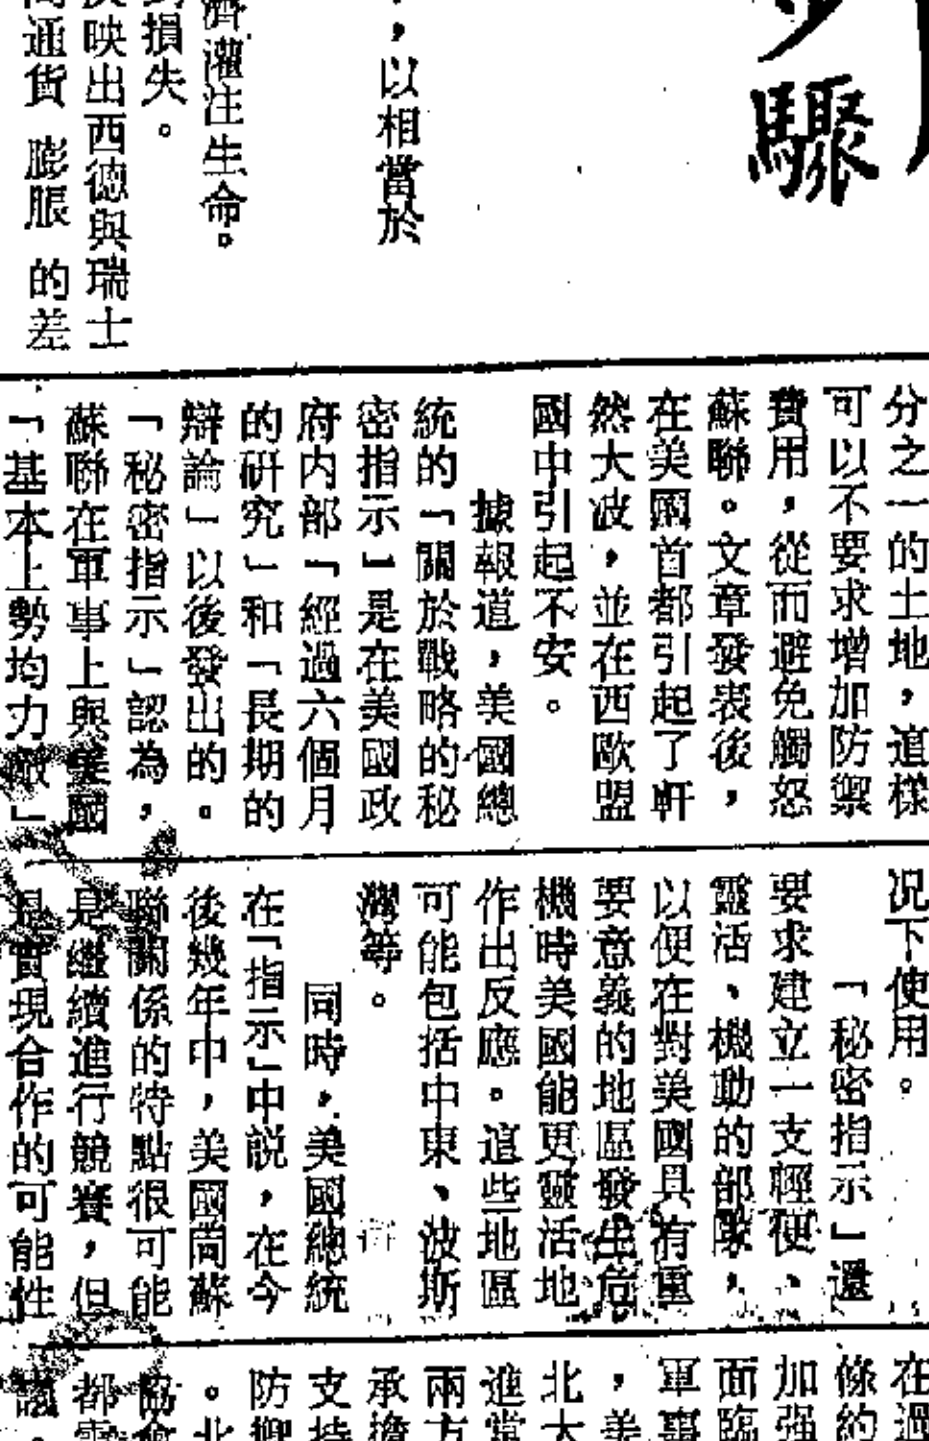 驟
，以相當於
濟灌注生命。
損失。
映出西德與瑞士
通貨膨脹的差
分之一的土地，這樣
可以不要求增加防禦
費用，從而避免觸怒
蘇聯。文章發表後，
在美國首都引起了軒
然大波，並在西歐盟
國中引起不安。
據報道，美國總
統的「關於戰略的秘
密指示」是在美國政
府内部「經過六個月
的研究」和「長期的
辯論」以後發出的。
「秘密指示」認為，
蘇聯在軍事上與美國
「基本上勢均力敵」
况下使用。
「秘密指示」還
要求建立一支輕便、
靈活、機動的部隊，
以便在對美國具有重
要意義的地區發生危
機時美國能更靈活地
作出反應。這些地區
可能包括中東、波斯
灣等。
同時，美國總統
在「指示」中説，在今
後幾年中，美國同蘇
聯關係的特點很可能
是繼續進行競賽，但
是實現合作的可能性
在過
條約
加强
面臨
軍事
，美
北大
進常
兩方
承擔
支持
防禦
。北
協會
都需
議